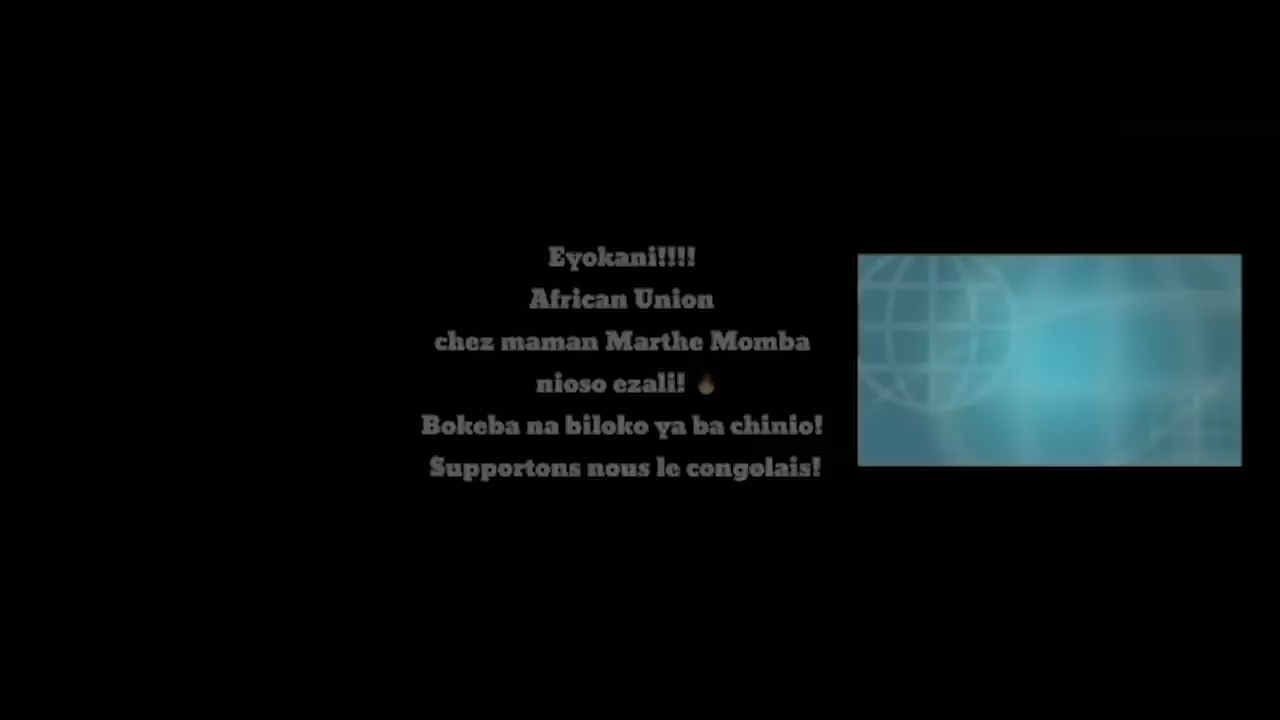 Eyokani!!!!
African Union
chez maman Marthe Momba
nioso ezali! 🔥
Bokeba na biloko ya ba chinio!
Supportons nous le congolais!